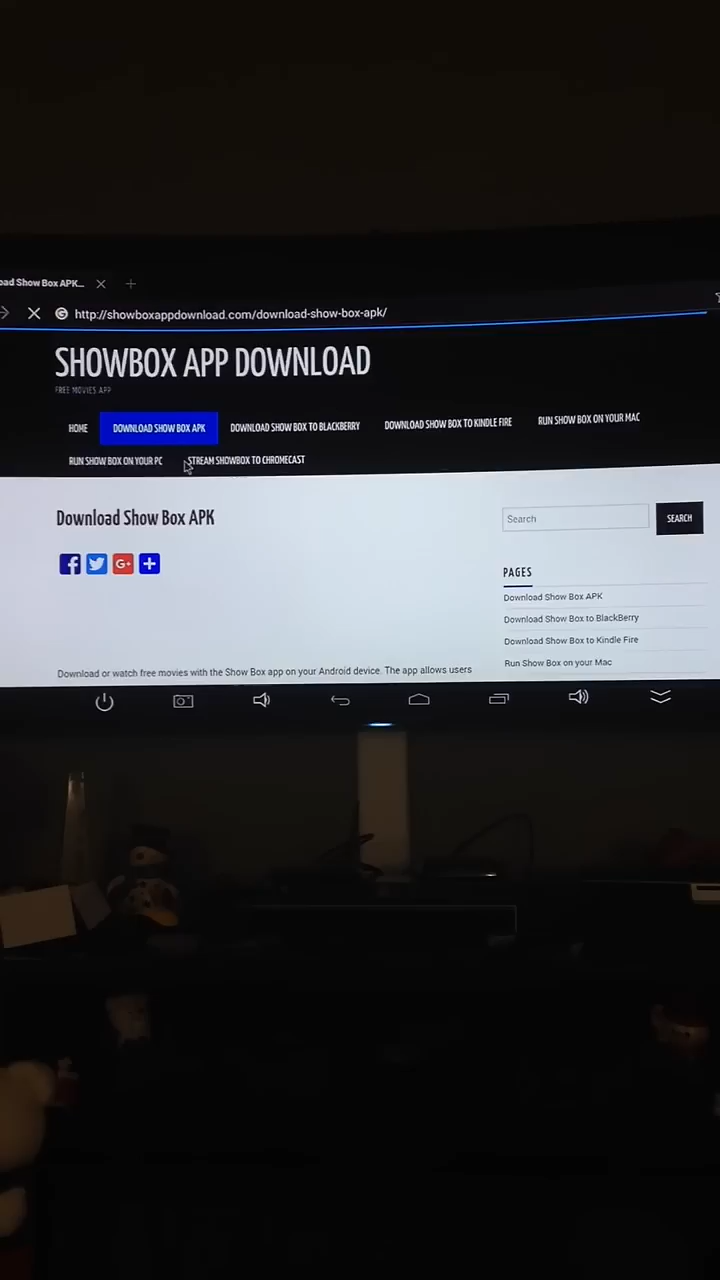 oad Show Box APK...
http://showboxappdownload.com/download-show-box-apk/
SHOWBOX APP DOWNLOAD
FREE MOVIES APP
HOME DOWNLOAD SHOW BOX APK DOWNLOAD SHOW BOX TO BLACKBERRY DOWNLOAD SHOW BOX TO KINDLE FIRE RUN SHOW BOX ON YOUR MAC
RUN SHOW BOX ON YOUR PC STREAM SHOWBOX TO CHROMECAST
Download Show Box APK
Search SEARCH
G+
PAGES
Download Show Box APK
Download Show Box to BlackBerry
Download Show Box to Kindle Fire
Run Show Box on your Mac
Download or watch free movies with the Show Box app on your Android device. The app allows users